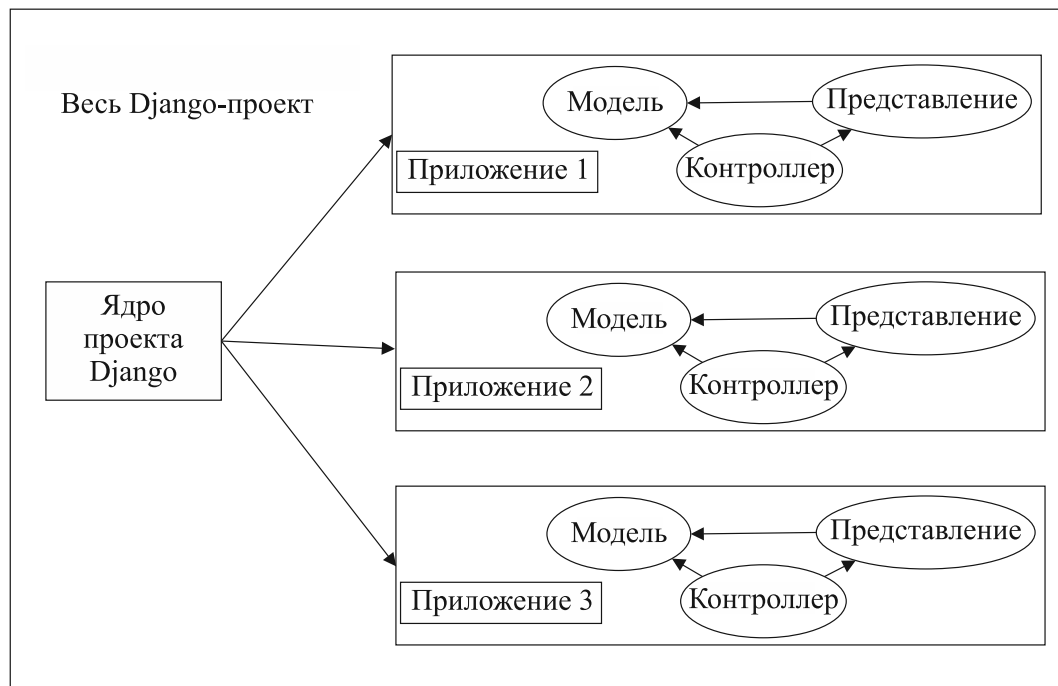 Весь Django-проект
Модель
Представление
Контроллер
Приложение 1
Ядро
проекта
Django
Модель
Представление
Контроллер
Приложение 2
Модель
Представление
Контроллер
Приложение 3